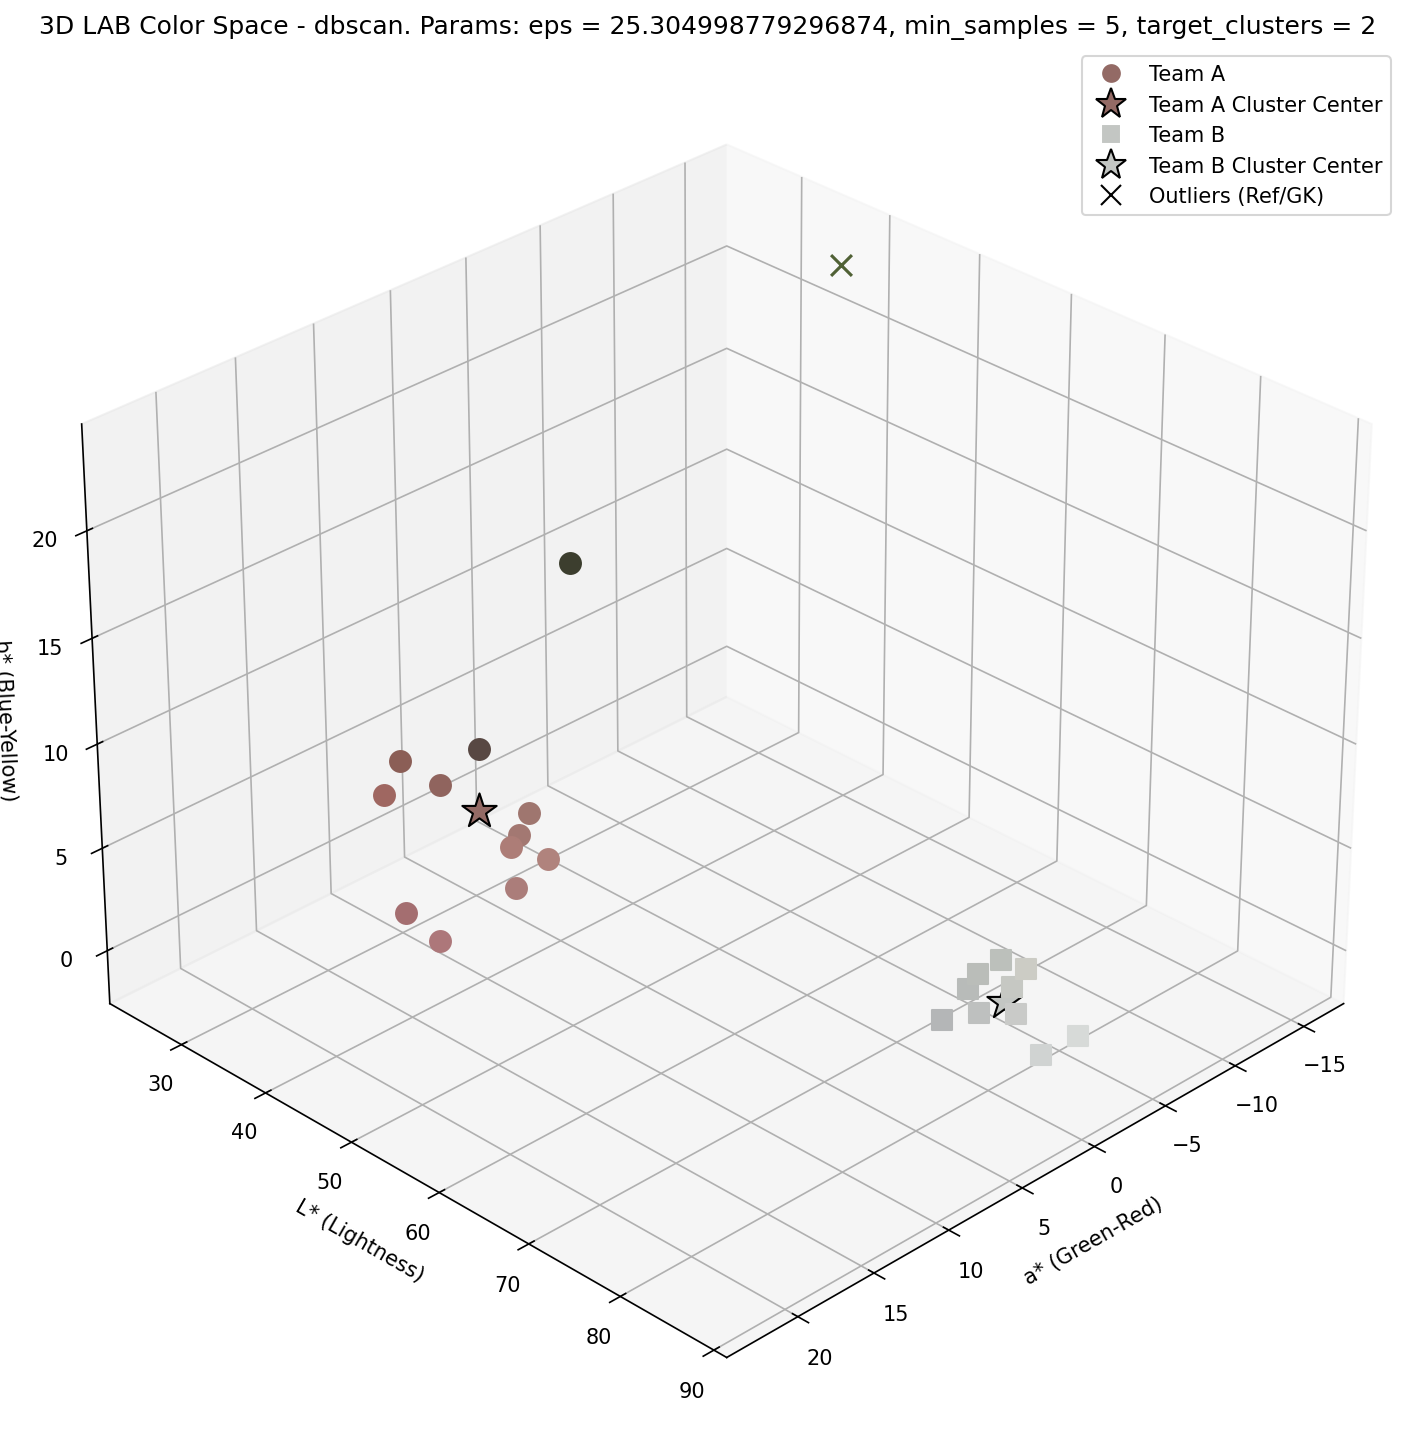 3D LAB Color Space - dbscan. Params: eps = 25.304998779296874, min_samples = 5, target_clusters = 2
Team A
Team A Cluster Center
Team B
Team B Cluster Center
Outliers (Ref/GK)
20
15
10
5
0
b* (Blue-Yellow)
30
40
50
60
70
80
90
L* (Lightness)
−15
−10
−5
0
5
10
15
20
a* (Green-Red)